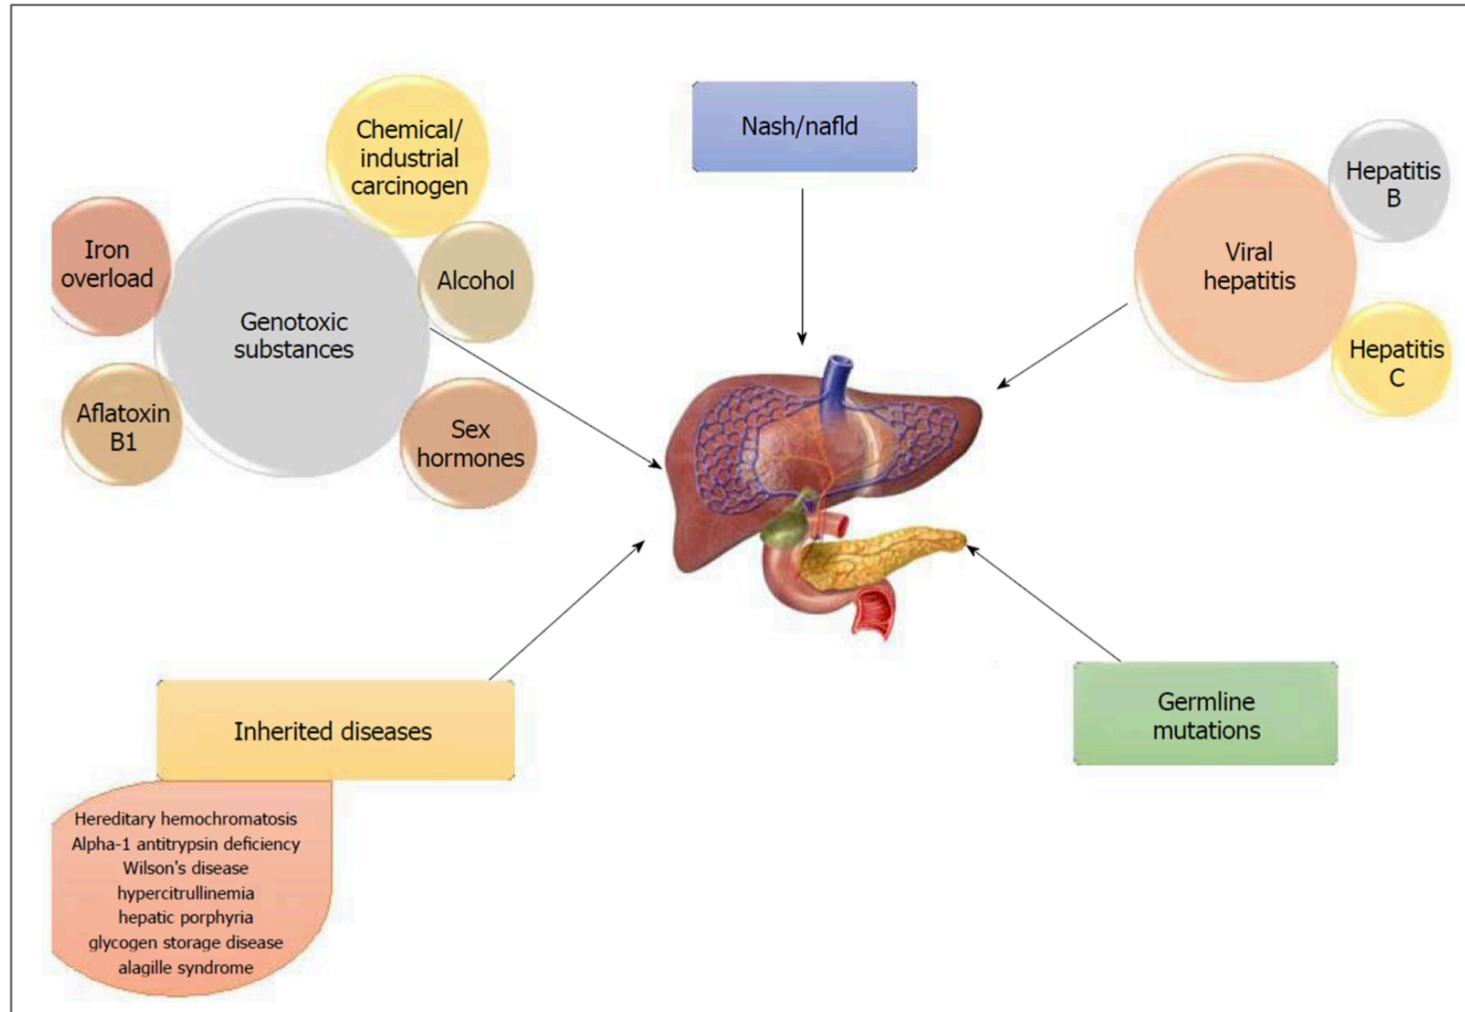 Chemical/
industrial
carcinogen
Nash/nafld
Hepatitis
B
Iron
overload
Alcohol
Viral
hepatitis
Genotoxic
substances
Hepatitis
C
Aflatoxin
B1
Sex
hormones
Inherited diseases
Germline
mutations
Hereditary hemochromatosis
Alpha-1 antitrypsin deficiency
Wilson's disease
hypercitrullinemia
hepatic porphyria
glycogen storage disease
alagille syndrome